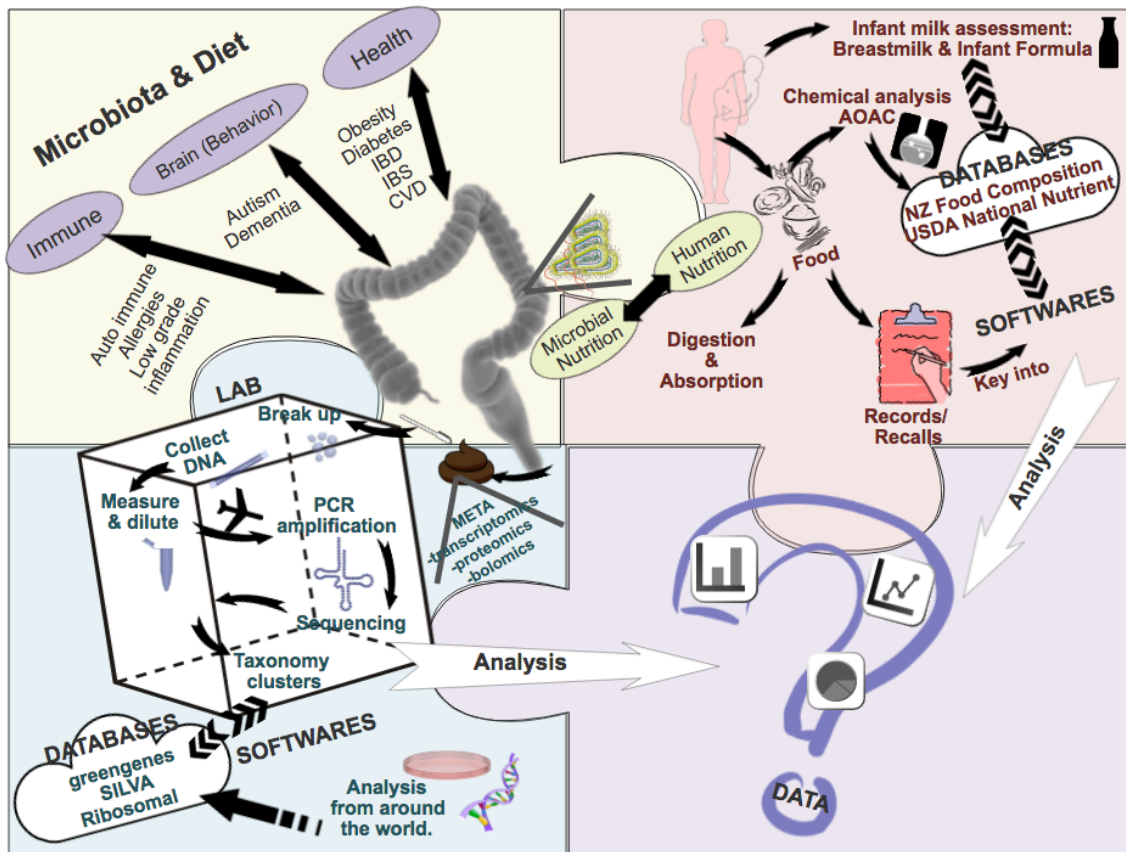 Microbiota & Diet
Health
Brain (Behavior)
Immune
Obesity
Diabetes
IBD
IBS
CVD
Autism
Dementia
Auto immune
Allergies
Low grade
inflammation
Infant milk assessment:
Breastmilk & Infant Formula
Chemical analysis
AOAC
DATABASES
NZ Food Composition
USDA National Nutrient
Human
Nutrition
Microbial
Nutrition
Food
Digestion
&
Absorption
SOFTWARES
Key into
Records/
Recalls
Analysis
LAB
Break up
Collect
DNA
Measure
& dilute
PCR
amplification
Sequencing
Taxonomy
clusters
META
-transcriptomics
-proteomics
-bolomics
Analysis
DATABASES
greengenes
SILVA
Ribosomal
SOFTWARES
Analysis
from around
the world.
DATA